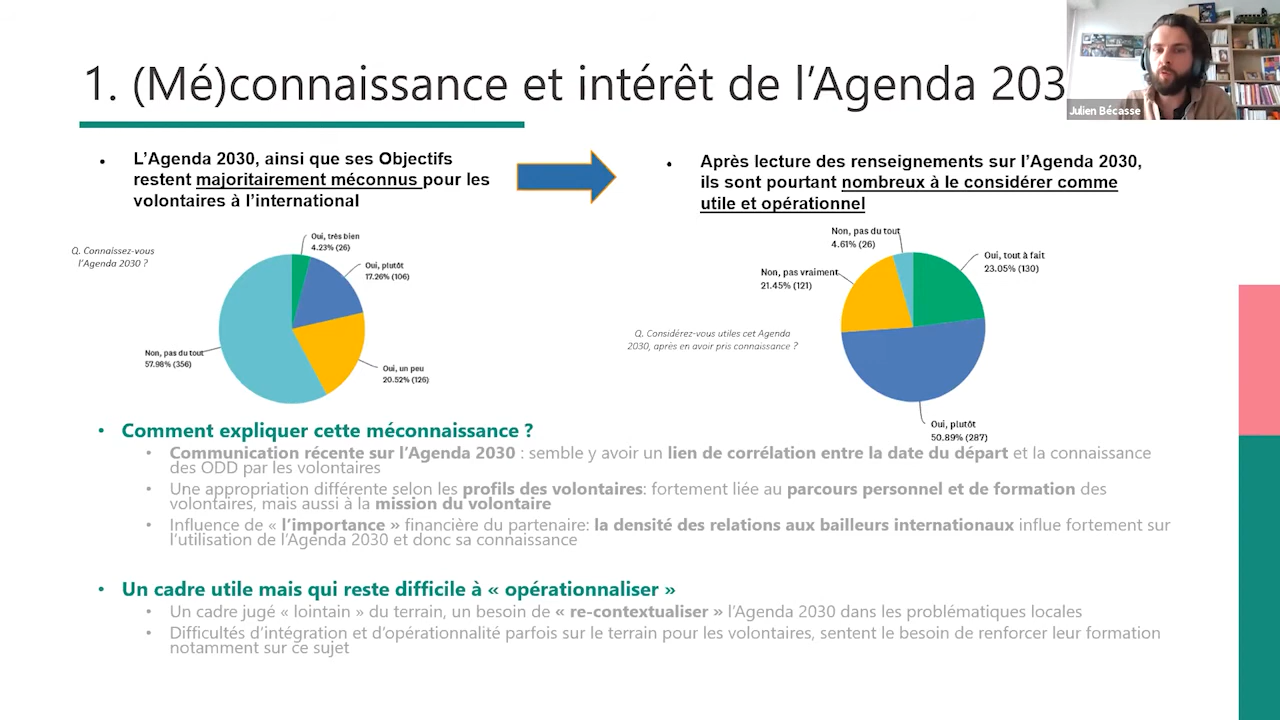 1. (Mé)connaissance et intérêt de l'Agenda 203
Julien Bécasse
• L'Agenda 2030, ainsi que ses Objectifs
restent majoritairement méconnus pour les
volontaires à l'international
• Après lecture des renseignements sur l'Agenda 2030,
ils sont pourtant nombreux à le considérer comme
utile et opérationnel
Q. Connaissez-vous
l'Agenda 2030 ?
Oui, très bien
4.23% (26)
Oui, plutôt
17.26% (106)
Oui, un peu
20.52% (126)
Non, pas du tout
57.98% (356)
Q. Considérez-vous utiles cet Agenda
2030, après en avoir pris connaissance ?
Non, pas du tout
4.61% (26)
Oui, tout à fait
23.05% (130)
Non, pas vraiment
21.45% (121)
Oui, plutôt
50.89% (287)
• Comment expliquer cette méconnaissance ?
• Communication récente sur l'Agenda 2030 : semble y avoir un lien de corrélation entre la date du départ et la connaissance
des ODD par les volontaires
• Une appropriation différente selon les profils des volontaires: fortement liée au parcours personnel et de formation des
volontaires, mais aussi à la mission du volontaire
• Influence de « l'importance » financière du partenaire: la densité des relations aux bailleurs internationaux influe fortement sur
l'utilisation de l'Agenda 2030 et donc sa connaissance
• Un cadre utile mais qui reste difficile à « opérationnaliser »
• Un cadre jugé « lointain » du terrain, un besoin de « re-contextualiser » l'Agenda 2030 dans les problématiques locales
• Difficultés d'intégration et d'opérationnalité parfois sur le terrain pour les volontaires, sentent le besoin de renforcer leur formation
notamment sur ce sujet